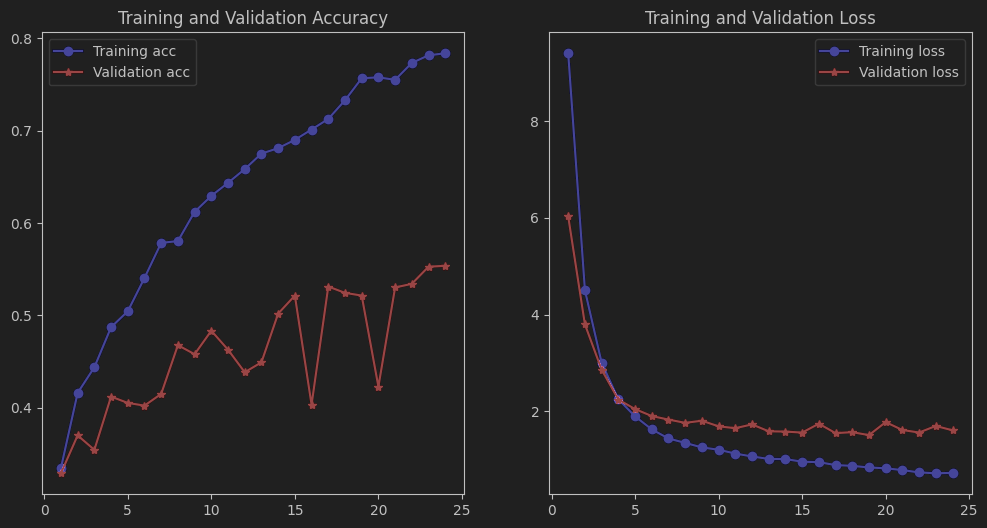 Training and Validation Accuracy
Training acc
Validation acc
0.8
0.7
0.6
0.5
0.4
0 5 10 15 20 25
Training and Validation Loss
Training loss
Validation loss
8
6
4
2
0 5 10 15 20 25